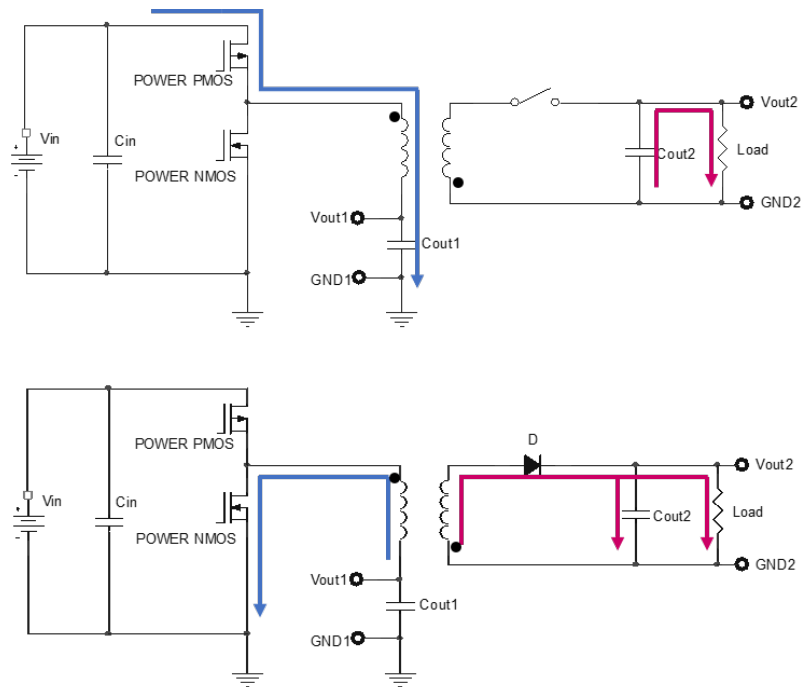 POWER PMOS
Vin
Cin
POWER NMOS
Vout1
Cout1
GND1
Vout2
Cout2
Load
GND2
POWER PMOS
D
Vout2
Vin
Cin
POWER NMOS
Cout2
Load
Vout1
Cout1
GND2
GND1